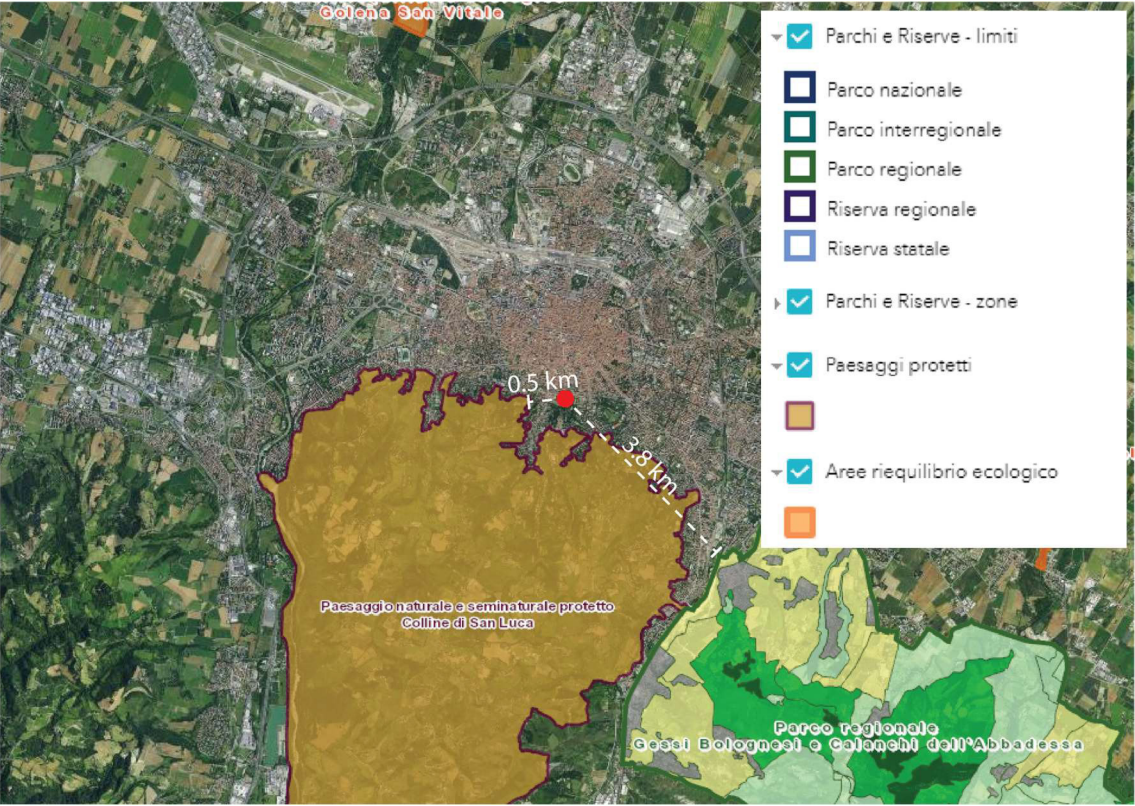 Golena San Vitale
Parchi e Riserve - limiti
Parco nazionale
Parco interregionale
Parco regionale
Riserva regionale
Riserva statale
Parchi e Riserve - zone
Paesaggi protetti
Aree riequilibrio ecologico
0.5 km
3.8 km
Paesaggio naturale e seminaturale protetto
Colline di San Luca
Parco regionale
Gessi Bolognesi e Calanchi dell'Abbadessa